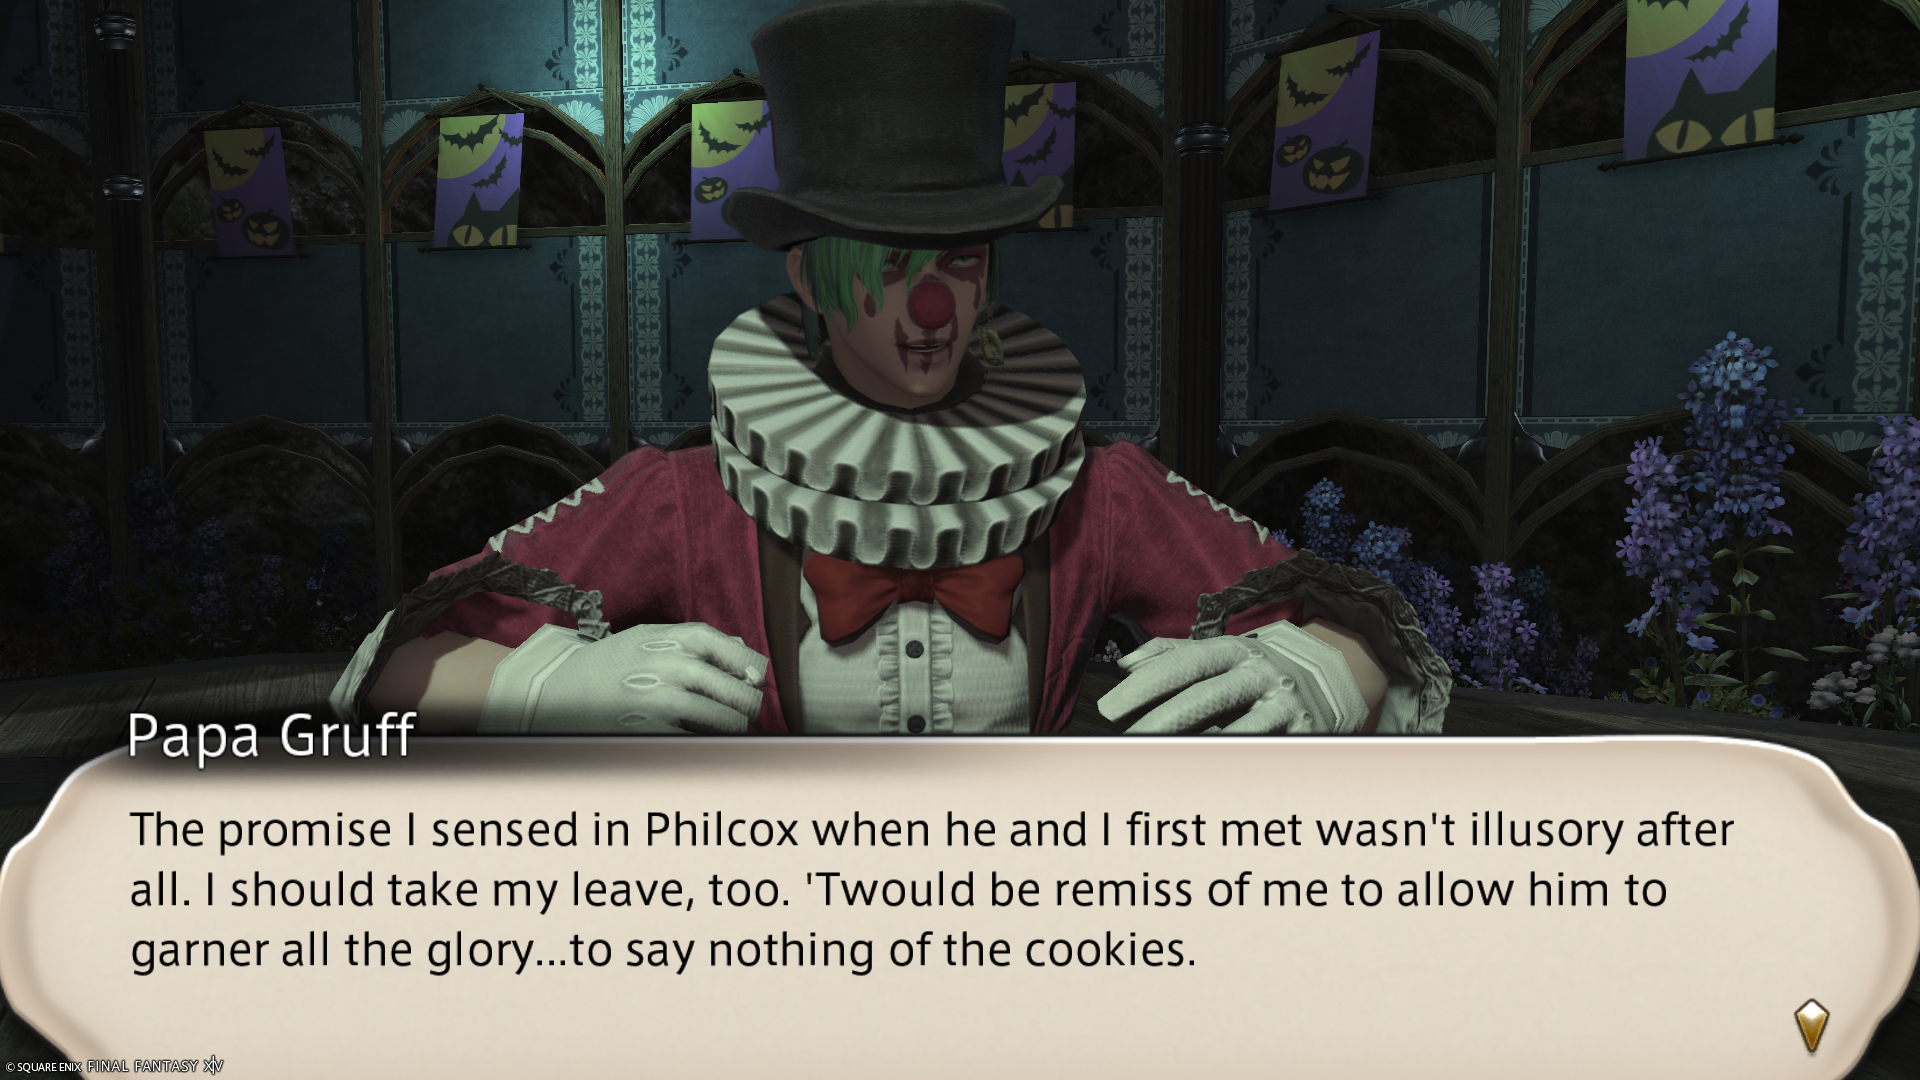 Papa Gruff
The promise I sensed in Philcox when he and I first met wasn't illusory after
all. I should take my leave, too. 'Twould be remiss of me to allow him to
garner all the glory...to say nothing of the cookies.
© SQUARE ENIX FINAL FANTASY XIV